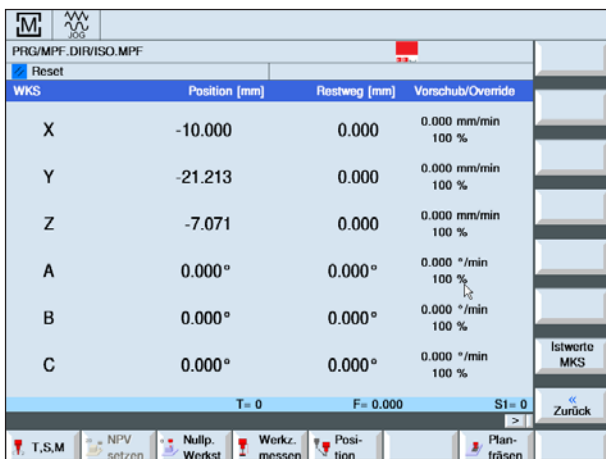 M JOG
PRG/MPF.DIR/ISO.MPF
Reset
WKS Position [mm] Restweg [mm] Vorschub/Override
X -10.000 0.000 0.000 mm/min
100 %
Y -21.213 0.000 0.000 mm/min
100 %
Z -7.071 0.000 0.000 mm/min
100 %
A 0.000° 0.000° 0.000 °/min
100 %
B 0.000° 0.000° 0.000 °/min
100 %
C 0.000° 0.000° 0.000 °/min
100 %
Istwerte
MKS
T= 0 F= 0.000 S1= 0
«
Zurück
>
T,S,M
NPV
setzen
Nullp.
Werkst
Werkz.
messen
Posi-
tion
Plan-
fräsen